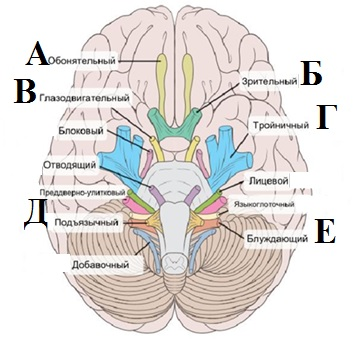 А
Обонятельный
Б
Зрительный
В
Глазодвигательный
Г
Тройничный
Блоковый
Отводящий
Лицевой
Преддверно-улитковый
Языкоглоточный
Д
Подъязычный
Е
Блуждающий
Добавочный